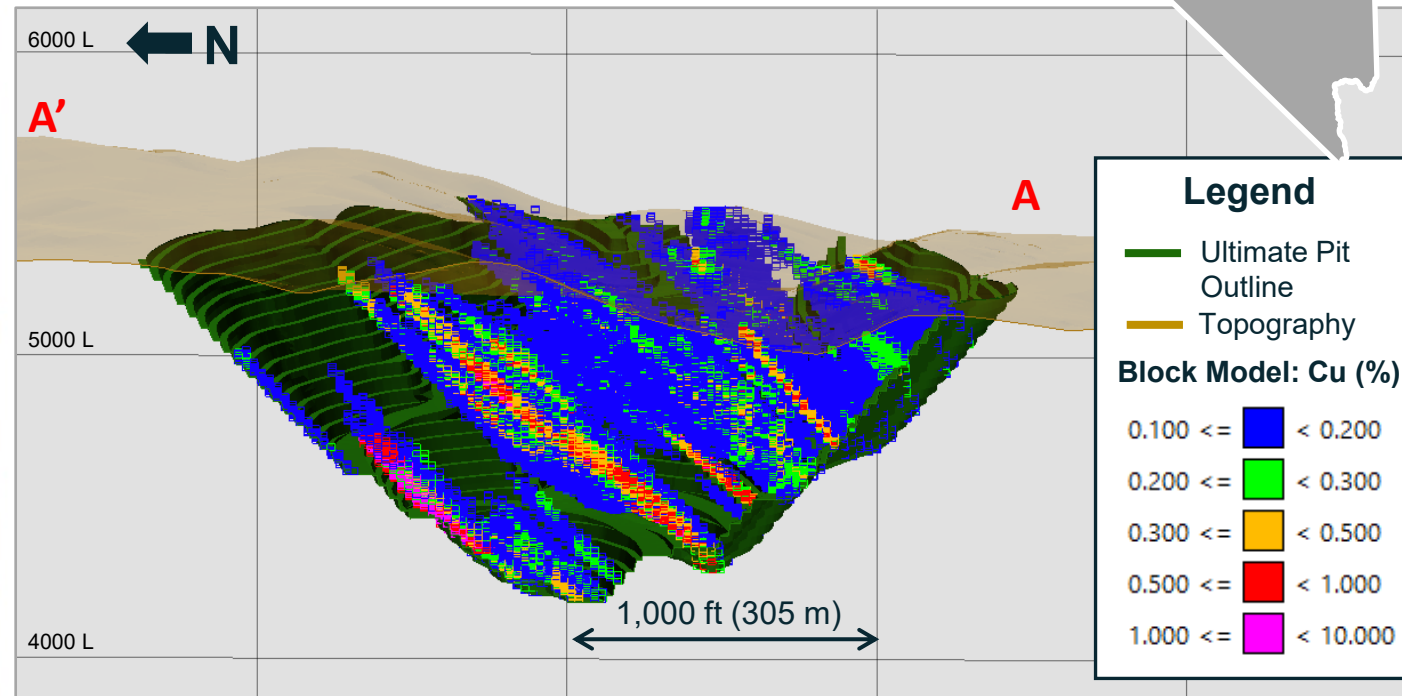 6000 L
N
A'
A
5000 L
4000 L
1,000 ft (305 m)
Legend
Ultimate Pit
Outline
Topography
Block Model: Cu (%)
0.100 <= < 0.200
0.200 <= < 0.300
0.300 <= < 0.500
0.500 <= < 1.000
1.000 <= < 10.000